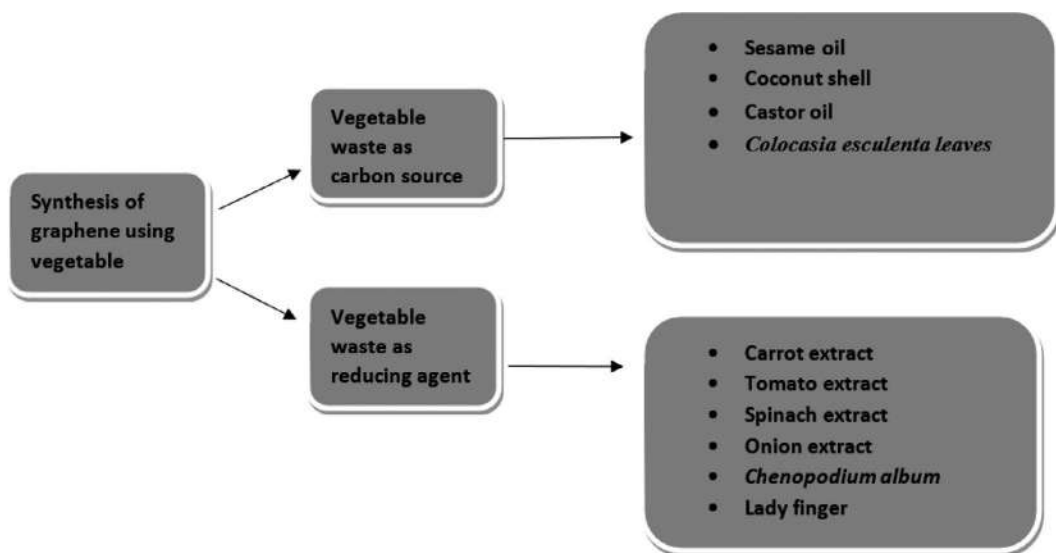 Synthesis of
graphene using
vegetable
Vegetable
waste as
carbon source
• Sesame oil
• Coconut shell
• Castor oil
• Colocasia esculenta leaves
Vegetable
waste as
reducing agent
• Carrot extract
• Tomato extract
• Spinach extract
• Onion extract
• Chenopodium album
• Lady finger